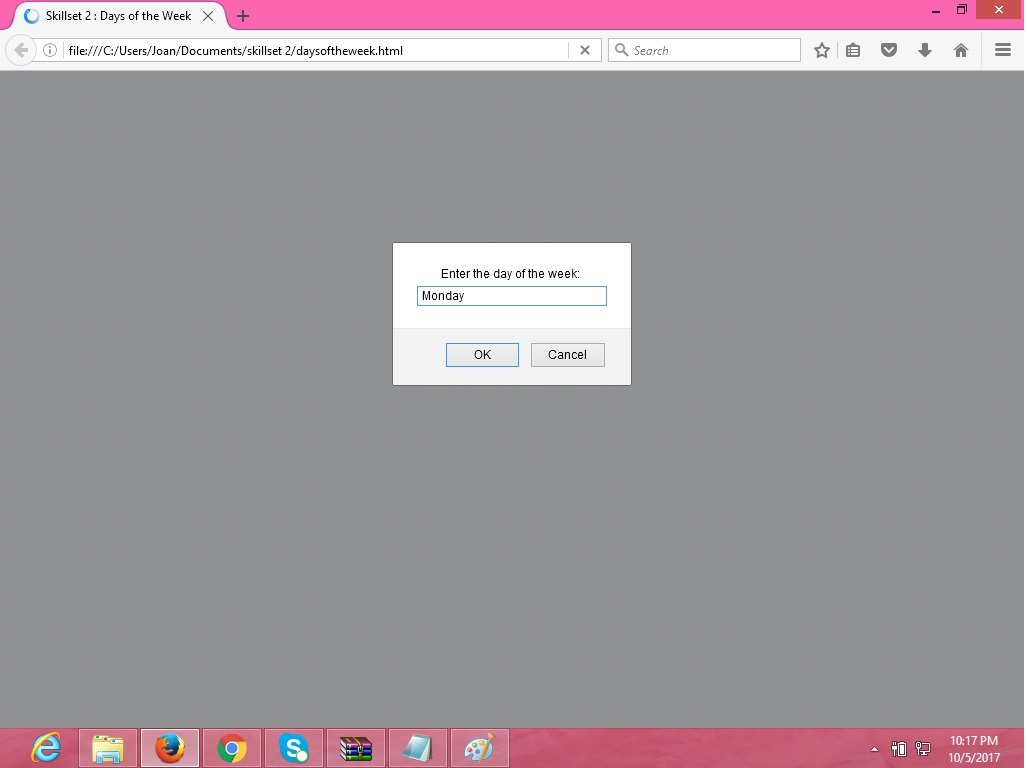 Skillset 2 : Days of the Week
file:///C:/Users/Joan/Documents/skillset 2/daysoftheweek.html
Search
Enter the day of the week:
Monday
OK
Cancel
10:17 PM
10/5/2017